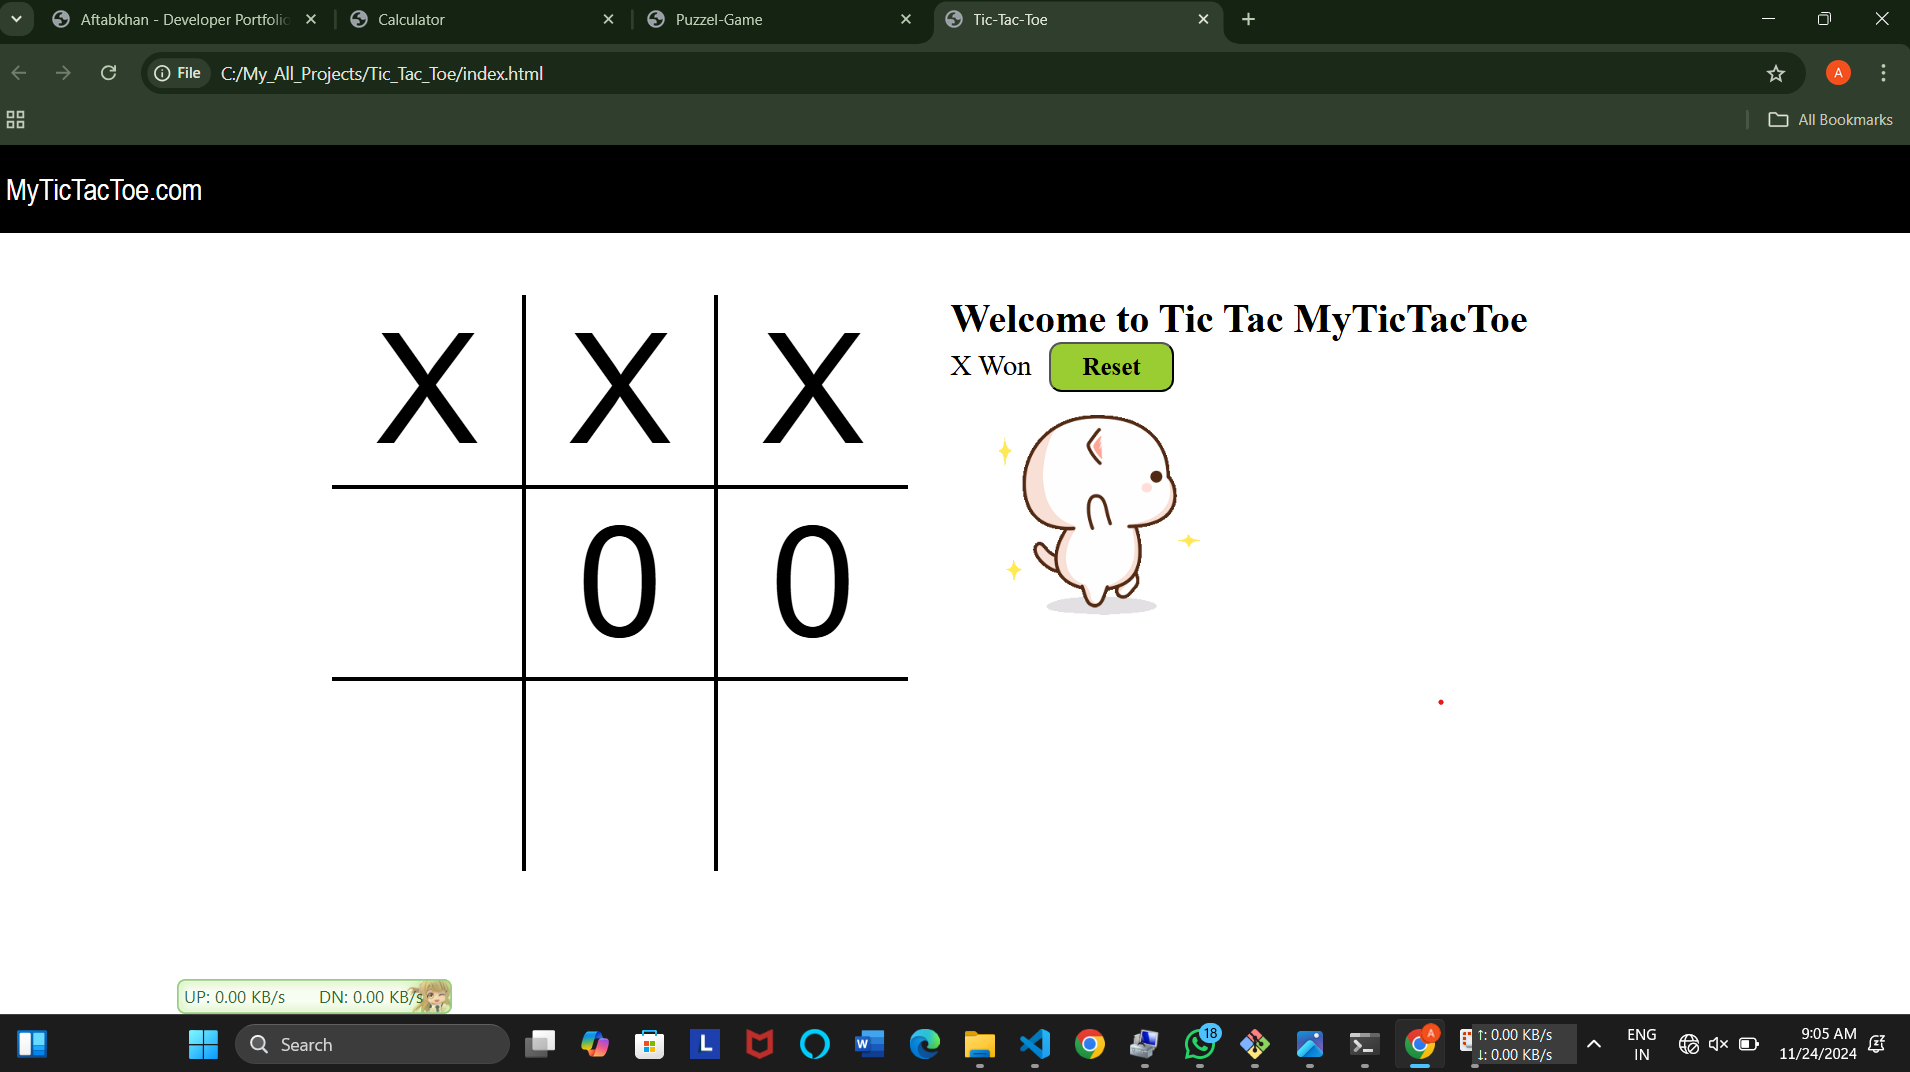 Aftabkhan - Developer Portfolio
Calculator
Puzzel-Game
Tic-Tac-Toe
File
C:/My_All_Projects/Tic_Tac_Toe/index.html
A
All Bookmarks
MyTicTacToe.com
Welcome to Tic Tac MyTicTacToe
X Won
Reset
X X X
0 0
UP: 0.00 KB/s DN: 0.00 KB/s
Search
L
W
18
A
↑: 0.00 KB/s
↓: 0.00 KB/s
ENG
IN
9:05 AM
11/24/2024